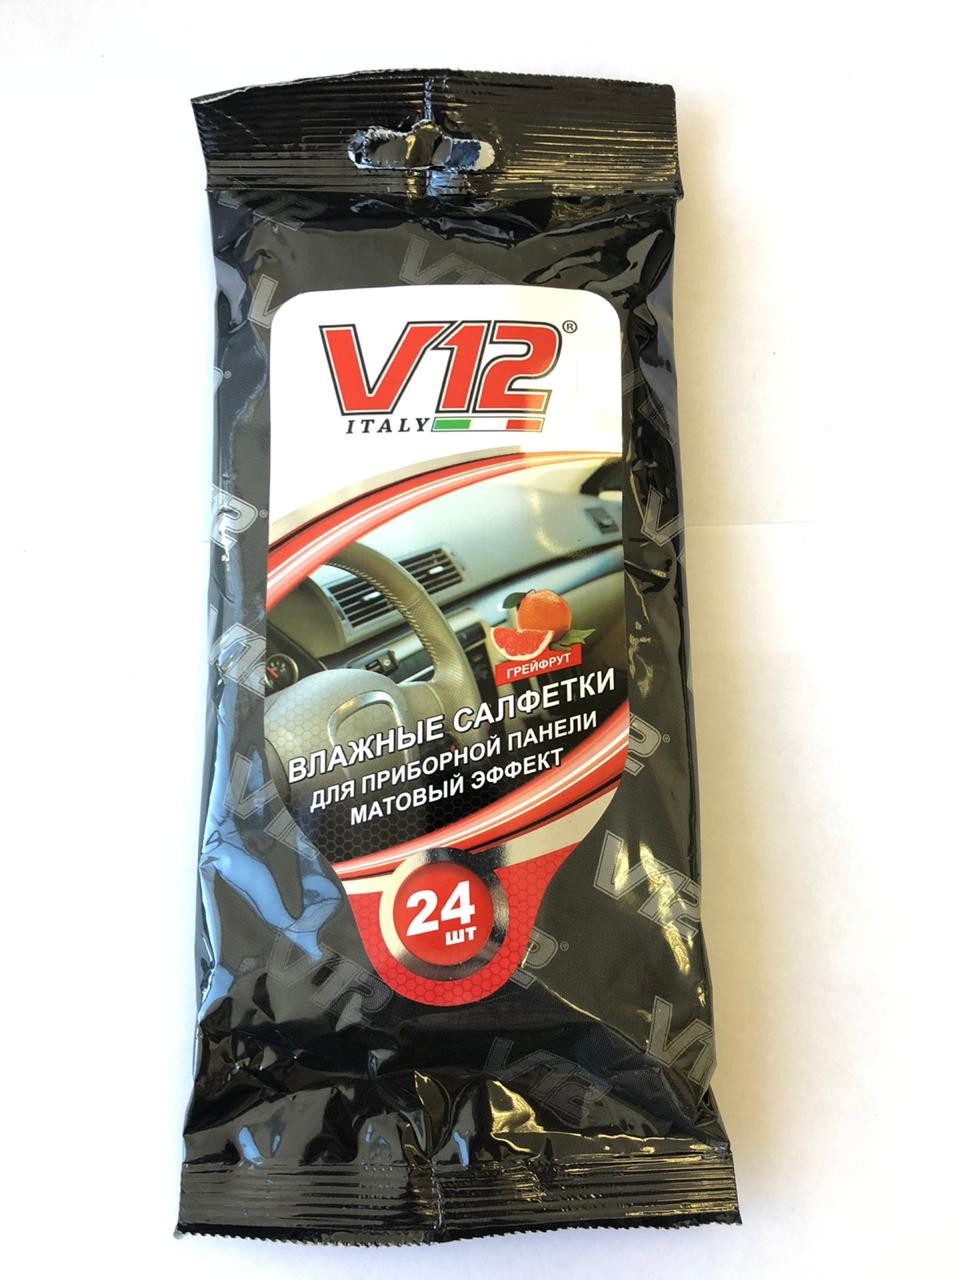 V12®
ITALY
ГРЕЙФРУТ
ВЛАЖНЫЕ САЛФЕТКИ
ДЛЯ ПРИБОРНОЙ ПАНЕЛИ
МАТОВЫЙ ЭФФЕКТ
24
шт